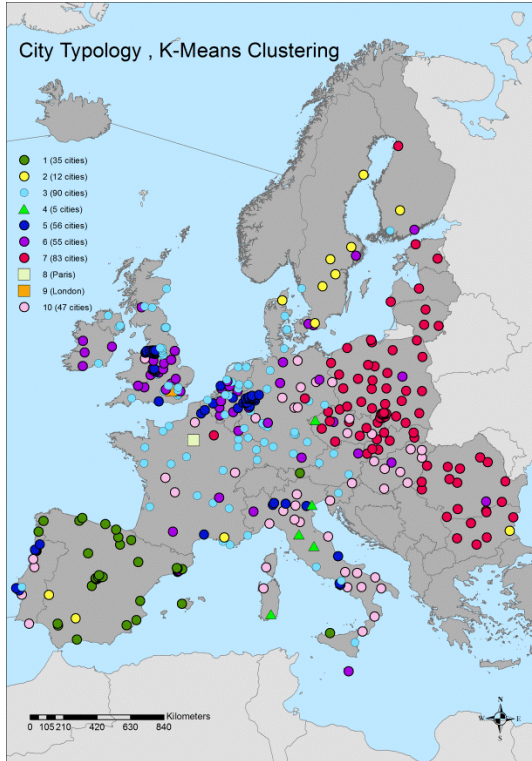 City Typology , K-Means Clustering
1 (35 cities)
2 (12 cities)
3 (90 cities)
4 (5 cities)
5 (56 cities)
6 (55 cities)
7 (83 cities)
8 (Paris)
9 (London)
10 (47 cities)
N
W E
S
Kilometers
0 105 210 420 630 840